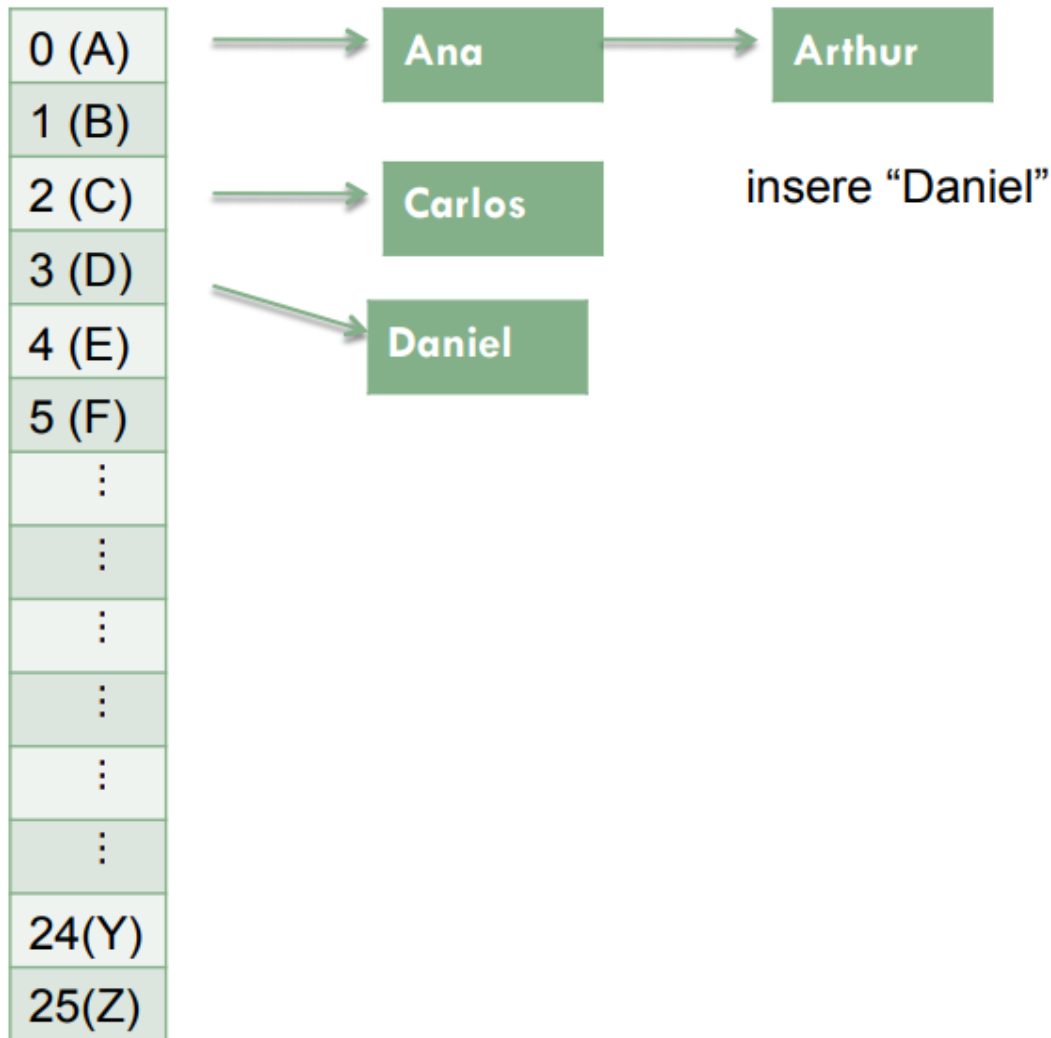 0 (A)
Ana
Arthur
1 (B)
2 (C)
Carlos
insere “Daniel”
3 (D)
4 (E)
Daniel
5 (F)
⋮
⋮
⋮
⋮
⋮
⋮
24(Y)
25(Z)